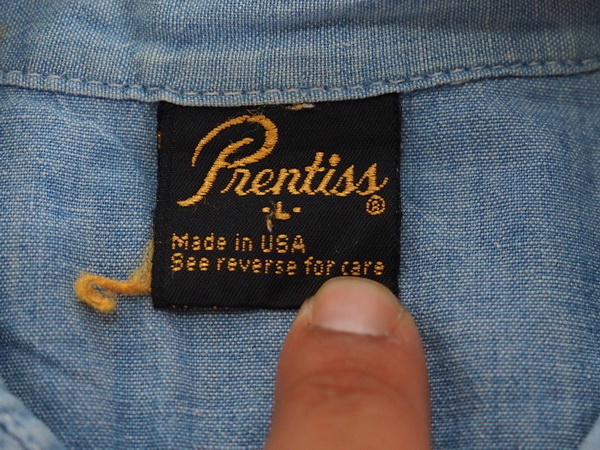 Prentiss®
-L-
Made in USA
See reverse for care